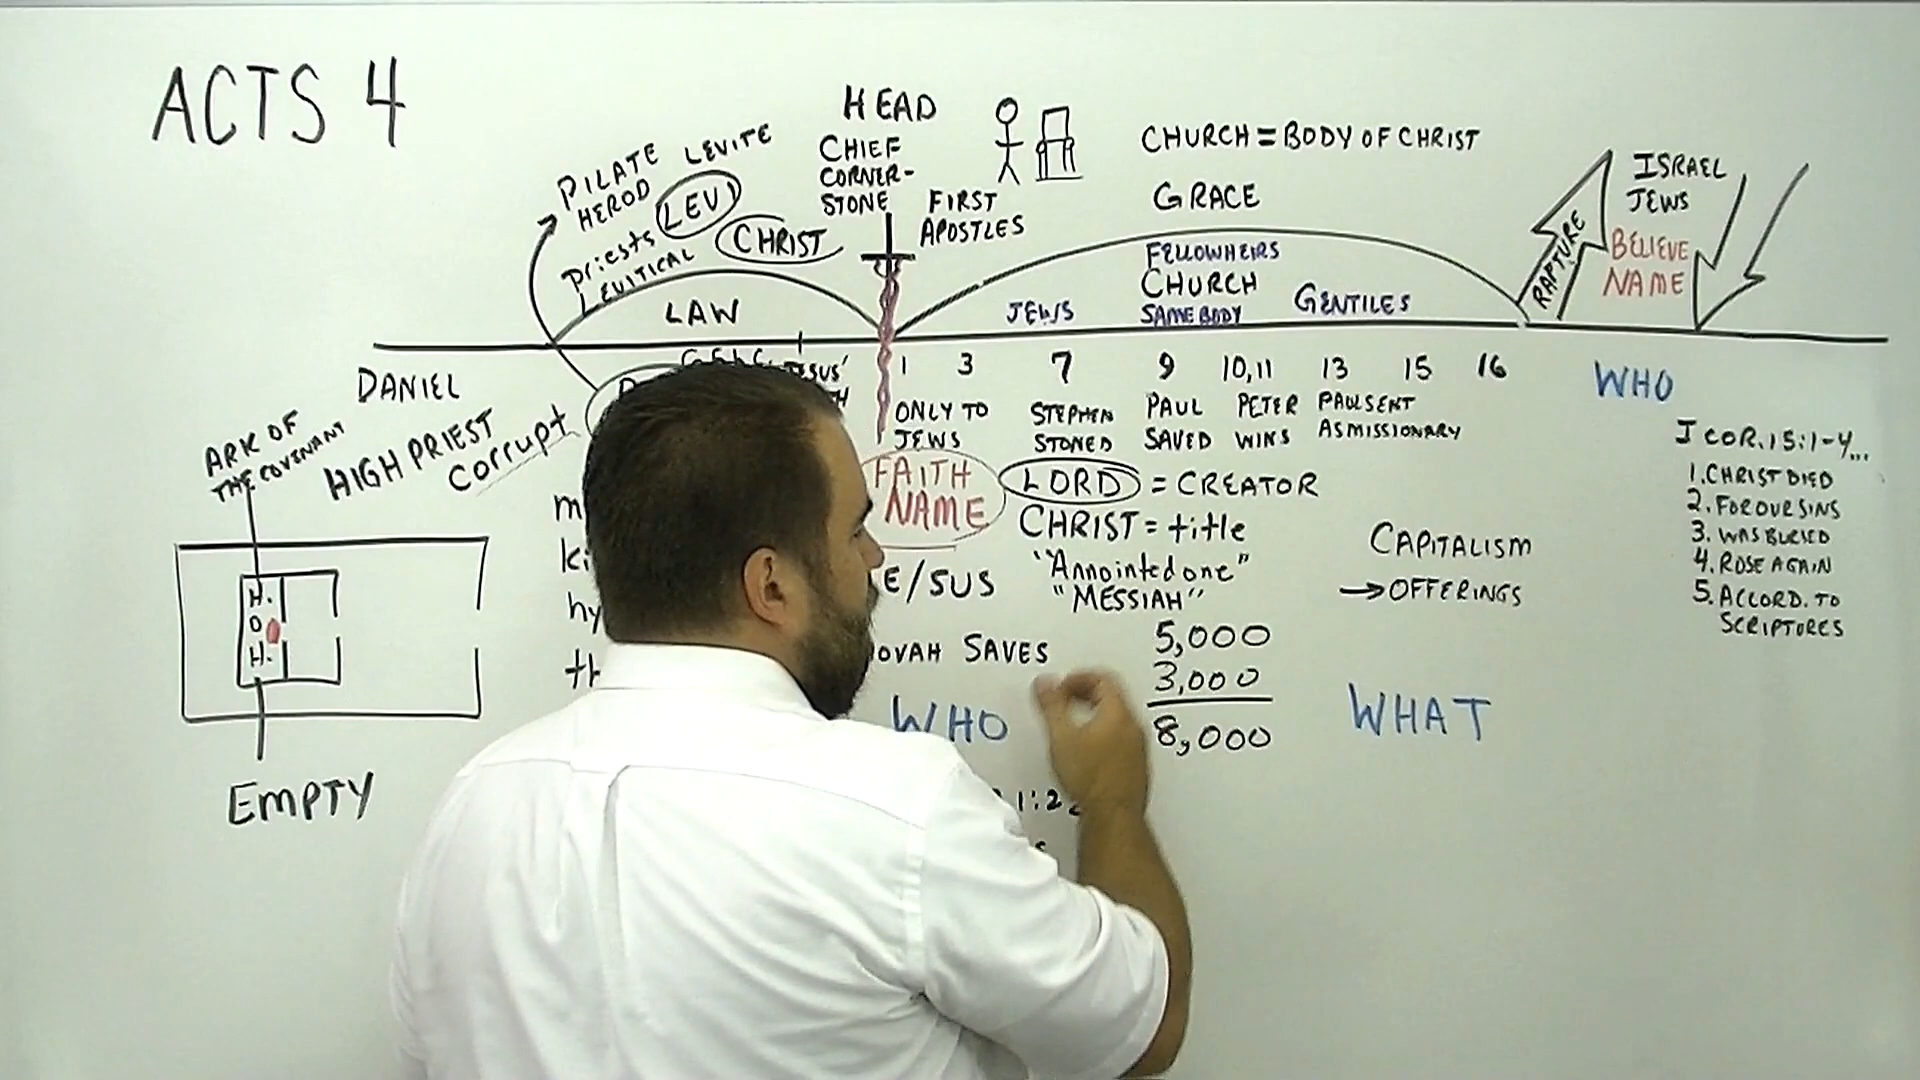 ACTS 4
HEAD
CHIEF
CORNER-
STONE
FIRST
APOSTLES
PILATE
HEROD
LEVITE
Priests
LEVI
LEVITICAL
CHRIST
LAW
CHURCH = BODY OF CHRIST
GRACE
FELLOWHEIRS
CHURCH
SAME BODY
JEWS
GENTILES
RAPTURE
ISRAEL
JEWS
BELIEVE
NAME
DANIEL
1 3 7 9 10,11 13 15 16
ONLY TO
JEWS
STEPHEN
STONED
PAUL
SAVED
PETER
WINS
PAUL SENT
AS MISSIONARY
WHO
ARK OF
THE COVENANT
HIGH PRIEST
Corrupt
FAITH
NAME
LORD = CREATOR
CHRIST = title
"Annointed one"
"MESSIAH"
E/SUS
OVAH SAVES
WHO
5,000
3,000
8,000
CAPITALISM
→ OFFERINGS
WHAT
I COR. 15:1-4...
1. CHRIST DIED
2. FOR OUR SINS
3. WAS BURIED
4. ROSE AGAIN
5. ACCORD. TO
SCRIPTURES
H.
O
H.
EMPTY